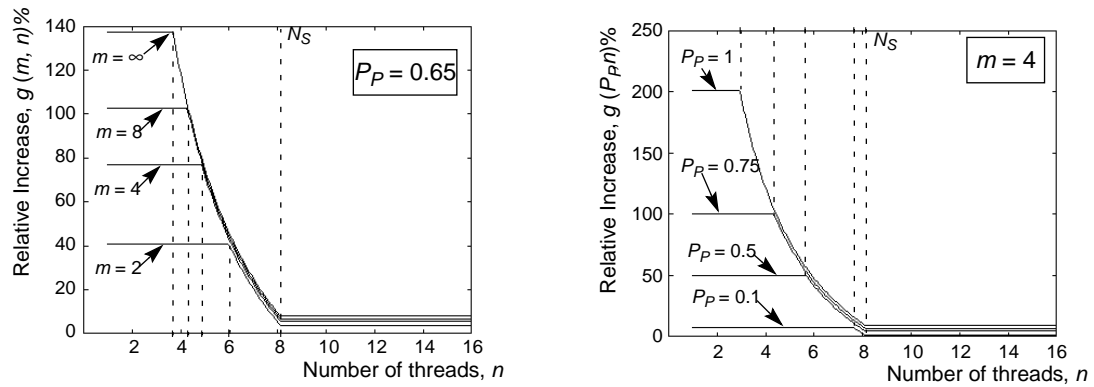 Relative Increase, g (m, n)%
140
120
100
80
60
40
20
0
m = ∞
m = 8
m = 4
m = 2
N_S
P_P = 0.65
2 4 6 8 10 12 14 16
Number of threads, n
Relative Increase, g (P_P n)%
250
200
150
100
50
0
P_P = 1
P_P = 0.75
P_P = 0.5
P_P = 0.1
N_S
m = 4
2 4 6 8 10 12 14 16
Number of threads, n